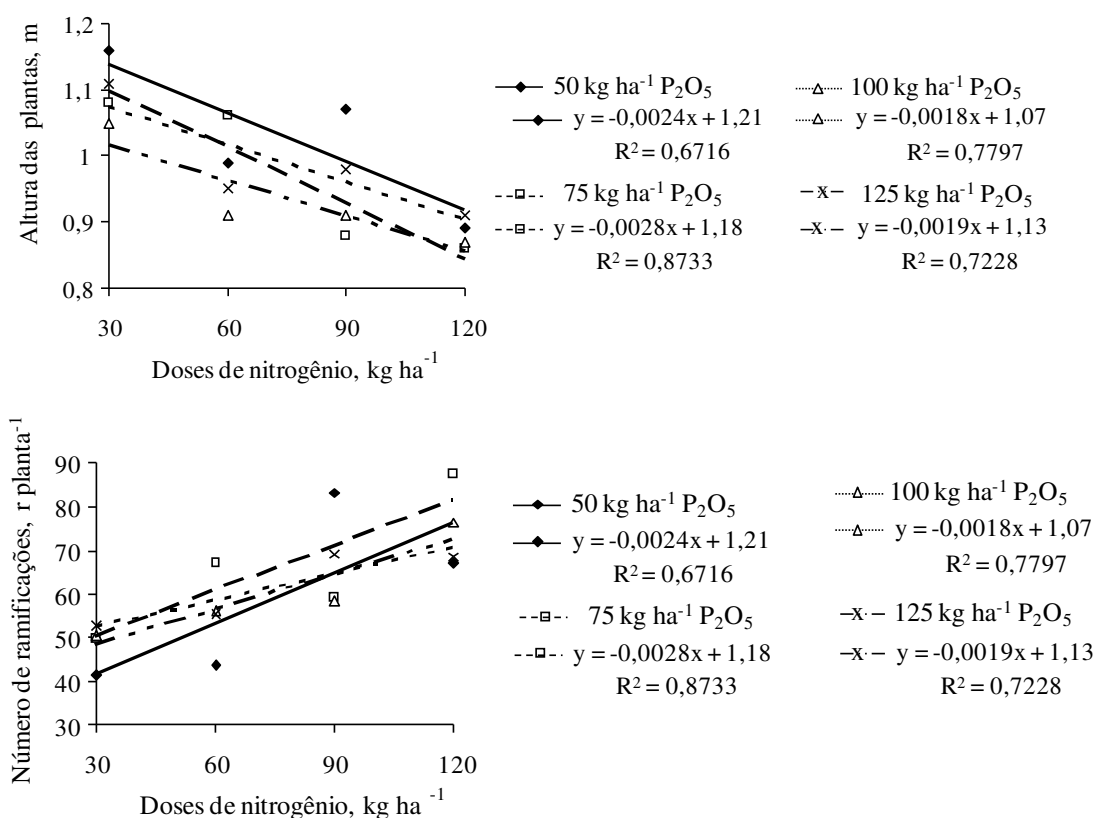 Altura das plantas, m
1,2
1,1
1
0,9
0,8
30 60 90 120
Doses de nitrogênio, kg ha⁻¹
50 kg ha⁻¹ P₂O₅
y = -0,0024x + 1,21
R² = 0,6716
100 kg ha⁻¹ P₂O₅
y = -0,0018x + 1,07
R² = 0,7797
75 kg ha⁻¹ P₂O₅
y = -0,0028x + 1,18
R² = 0,8733
125 kg ha⁻¹ P₂O₅
y = -0,0019x + 1,13
R² = 0,7228
Número de ramificações, r planta⁻¹
90
80
70
60
50
40
30
30 60 90 120
Doses de nitrogênio, kg ha⁻¹
50 kg ha⁻¹ P₂O₅
y = -0,0024x + 1,21
R² = 0,6716
100 kg ha⁻¹ P₂O₅
y = -0,0018x + 1,07
R² = 0,7797
75 kg ha⁻¹ P₂O₅
y = -0,0028x + 1,18
R² = 0,8733
125 kg ha⁻¹ P₂O₅
y = -0,0019x + 1,13
R² = 0,7228